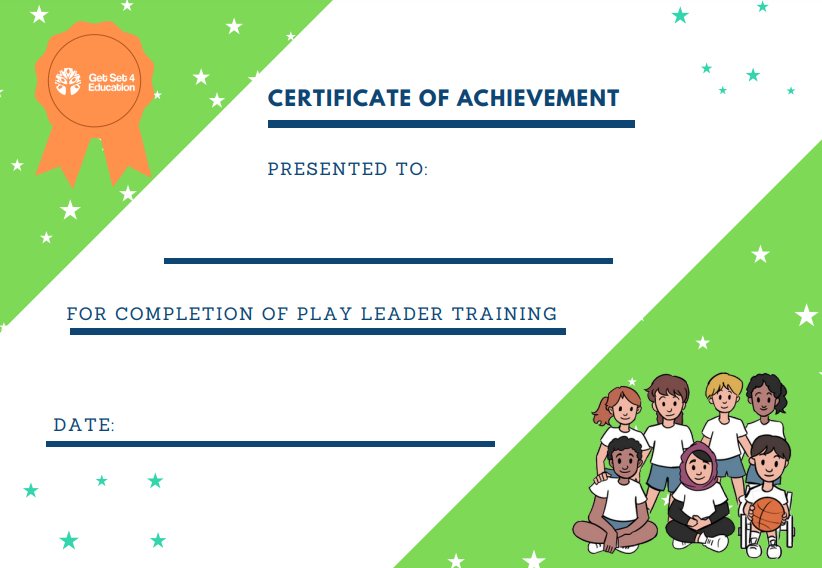 Get Set 4
Education
CERTIFICATE OF ACHIEVEMENT
PRESENTED TO:
FOR COMPLETION OF PLAY LEADER TRAINING
DATE: